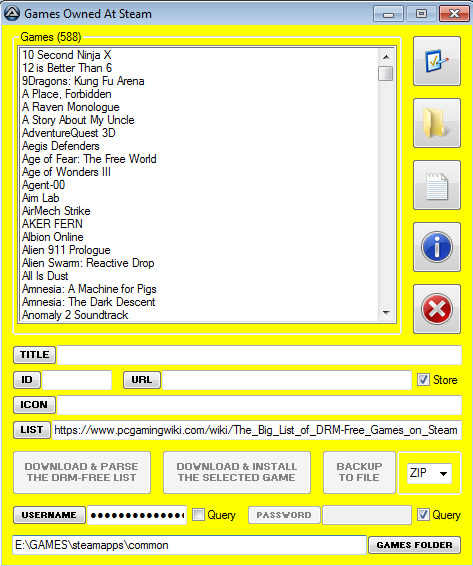 Games Owned At Steam
Games (588)
10 Second Ninja X
12 is Better Than 6
9Dragons: Kung Fu Arena
A Place, Forbidden
A Raven Monologue
A Story About My Uncle
AdventureQuest 3D
Aegis Defenders
Age of Fear: The Free World
Age of Wonders III
Agent-00
Aim Lab
AirMech Strike
AKER FERN
Albion Online
Alien 911 Prologue
Alien Swarm: Reactive Drop
All Is Dust
Amnesia: A Machine for Pigs
Amnesia: The Dark Descent
Anomaly 2 Soundtrack
TITLE
ID URL Store
ICON
LIST https://www.pcgamingwiki.com/wiki/The_Big_List_of_DRM-Free_Games_on_Steam
DOWNLOAD & PARSE
THE DRM-FREE LIST
DOWNLOAD & INSTALL
THE SELECTED GAME
BACKUP
TO FILE
ZIP
USERNAME Query PASSWORD Query
E:\GAMES\steamapps\common GAMES FOLDER